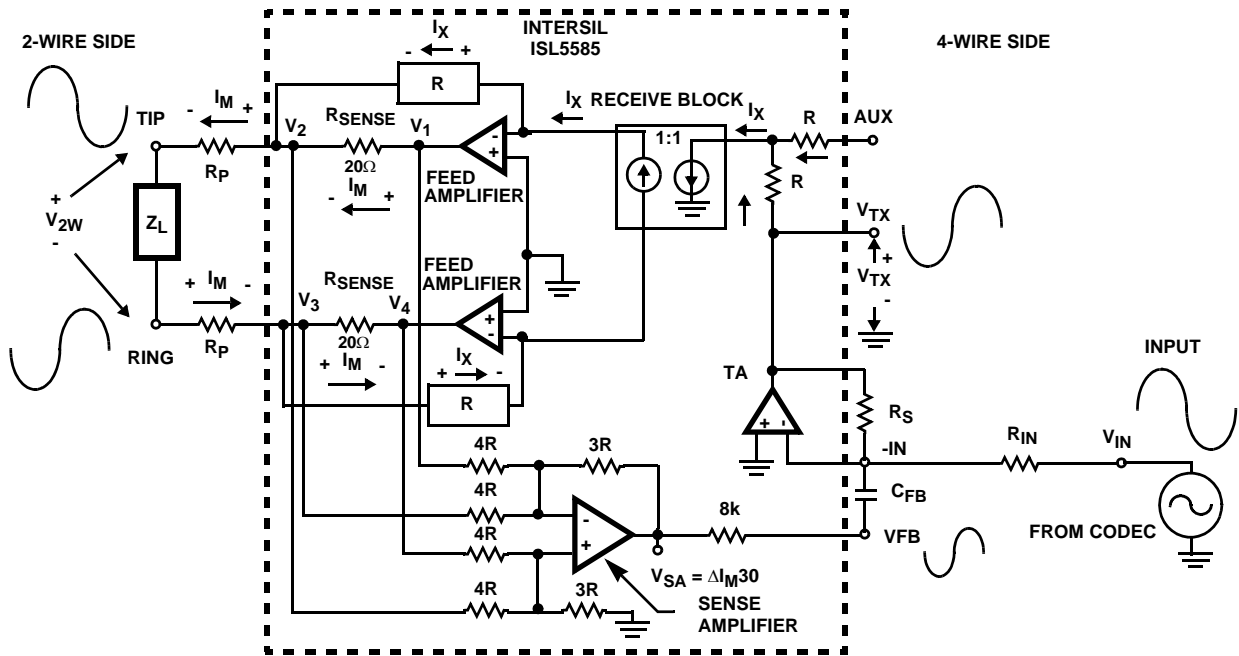 2-WIRE SIDE
INTERSIL
ISL5585
4-WIRE SIDE
- IX +
R
TIP
- IM +
RP
V2
RSENSE
20Ω
V1
- IM +
FEED
AMPLIFIER
-
+
IX
RECEIVE BLOCK
1:1
IX
R
AUX
R
+
V2W
-
ZL
VTX
+
VTX
-
+ IM -
RP
RING
V3
RSENSE
20Ω
V4
FEED
AMPLIFIER
+
-
+ IM -
+ IX -
R
TA
+ -
RS
-IN
CFB
VFB
RIN
VIN
INPUT
FROM CODEC
4R
3R
4R
4R
4R
3R
-
+
8k
VSA = ΔIM30
SENSE
AMPLIFIER